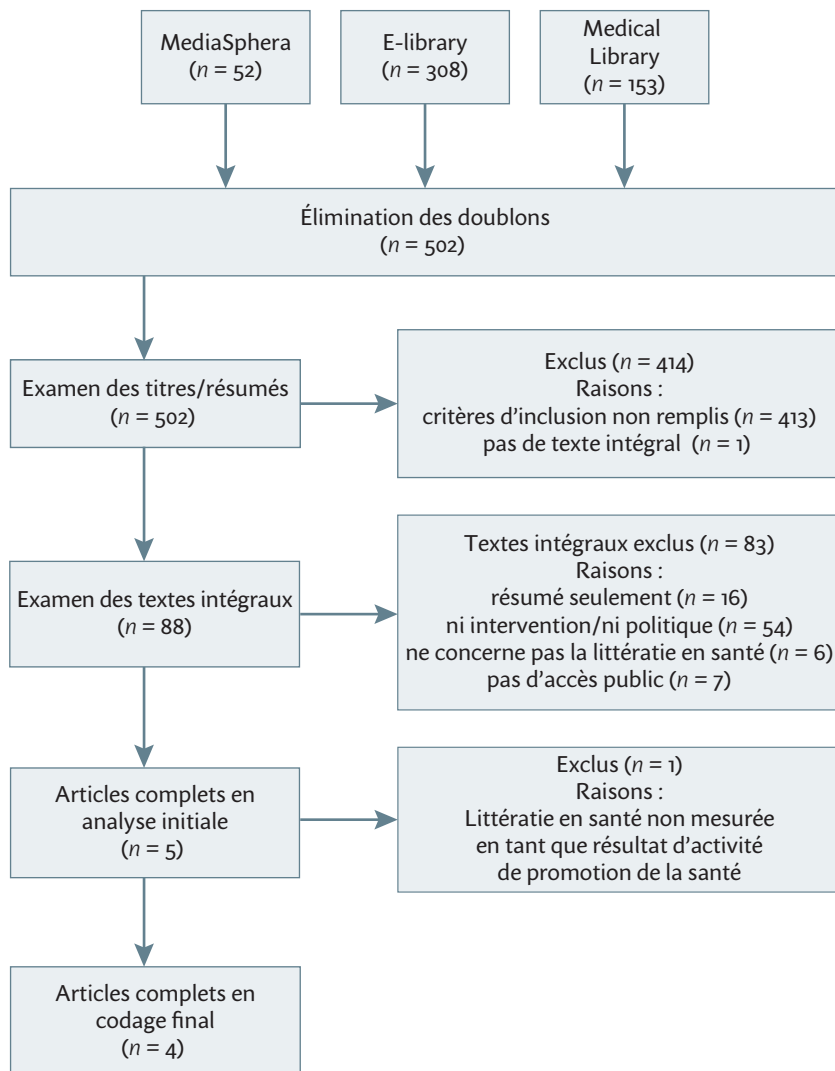 MediaSphera
(n = 52)
E-library
(n = 308)
Medical
Library
(n = 153)
Élimination des doublons
(n = 502)
Examen des titres/résumés
(n = 502)
Exclus (n = 414)
Raisons :
critères d’inclusion non remplis (n = 413)
pas de texte intégral (n = 1)
Examen des textes intégraux
(n = 88)
Textes intégraux exclus (n = 83)
Raisons :
résumé seulement (n = 16)
ni intervention/ni politique (n = 54)
ne concerne pas la littératie en santé (n = 6)
pas d’accès public (n = 7)
Articles complets en
analyse initiale
(n = 5)
Exclus (n = 1)
Raisons :
Littératie en santé non mesurée
en tant que résultat d’activité
de promotion de la santé
Articles complets en
codage final
(n = 4)